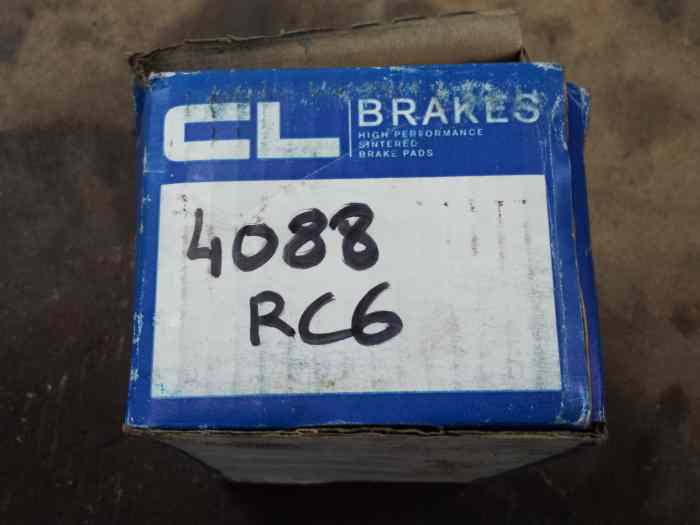 CL
BRAKES
HIGH PERFORMANCE
SINTERED
BRAKE PADS
4088
RC6